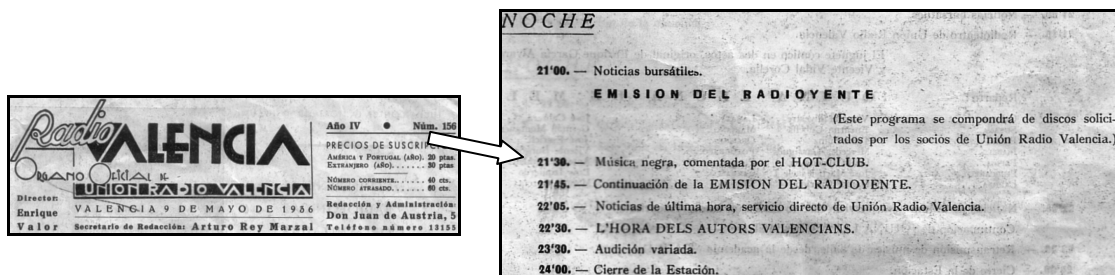 Radio VALENCIA
ORGANO OFICIAL DE
UNION RADIO VALENCIA
Director:
Enrique
Valor
VALENCIA 9 DE MAYO DE 1936
Secretario de Redacción: Arturo Rey Marzal
Año IV • Núm. 156
PRECIOS DE SUSCRIPC
AMÉRICA Y PORTUGAL (AÑO). 20 ptas.
EXTRANJERO (AÑO)....... 30 ptas
NÚMERO CORRIENTE...... 40 cts.
NÚMERO ATRASADO....... 60 cts.
Redacción y Administración:
Don Juan de Austria, 5
Teléfono número 13155
NOCHE
21'00. — Noticias bursátiles.
EMISION DEL RADIOYENTE
(Este programa se compondrá de discos solici-
tados por los socios de Unión Radio Valencia.)
21'30. — Música negra, comentada por el HOT-CLUB.
21'45. — Continuación de la EMISION DEL RADIOYENTE.
22'05. — Noticias de última hora, servicio directo de Unión Radio Valencia.
22'30. — L'HORA DELS AUTORS VALENCIANS.
23'30. — Audición variada.
24'00. — Cierre de la Estación.